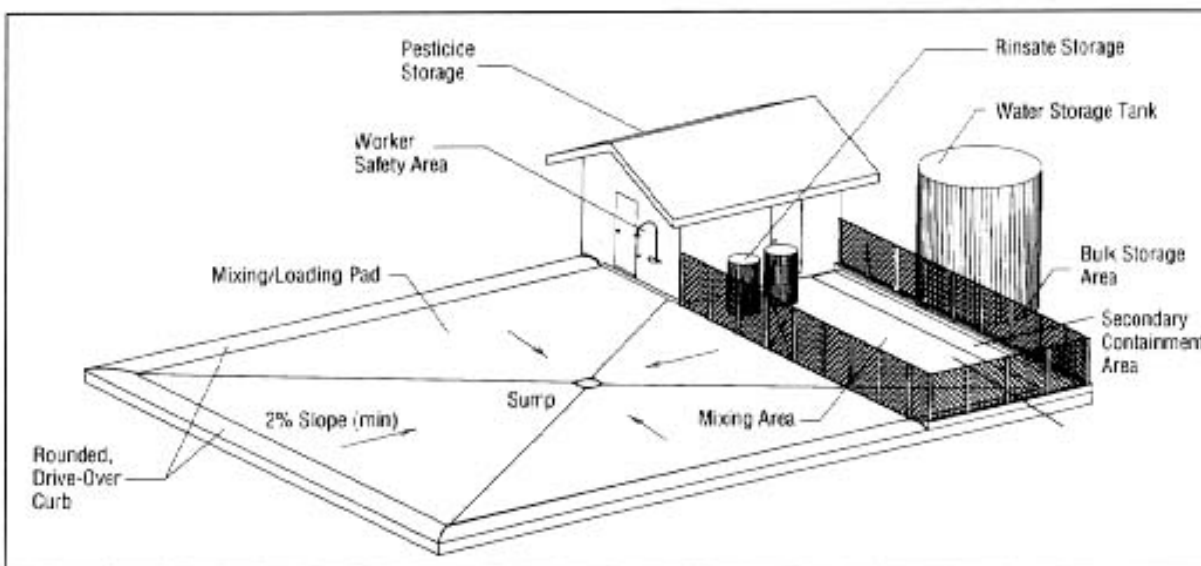 Pesticice
Storage
Rinsate Storage
Water Storage Tank
Worker
Safety Area
Mixing/Loading Pad
Bulk Storage
Area
Secondary
Containment
Area
Sump
Mixing Area
2% Slope (min)
Rounded,
Drive-Over
Curb